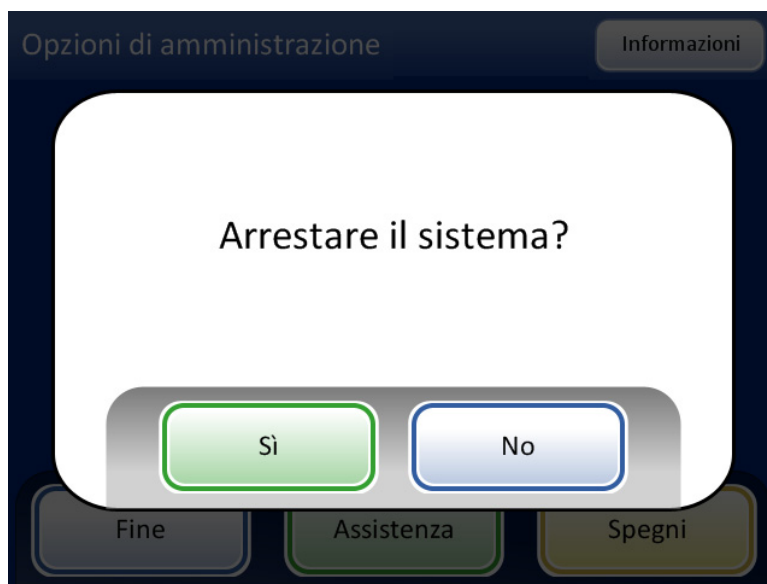 Opzioni di amministrazione
Informazioni
Arrestare il sistema?
Sì
No
Fine
Assistenza
Spegni